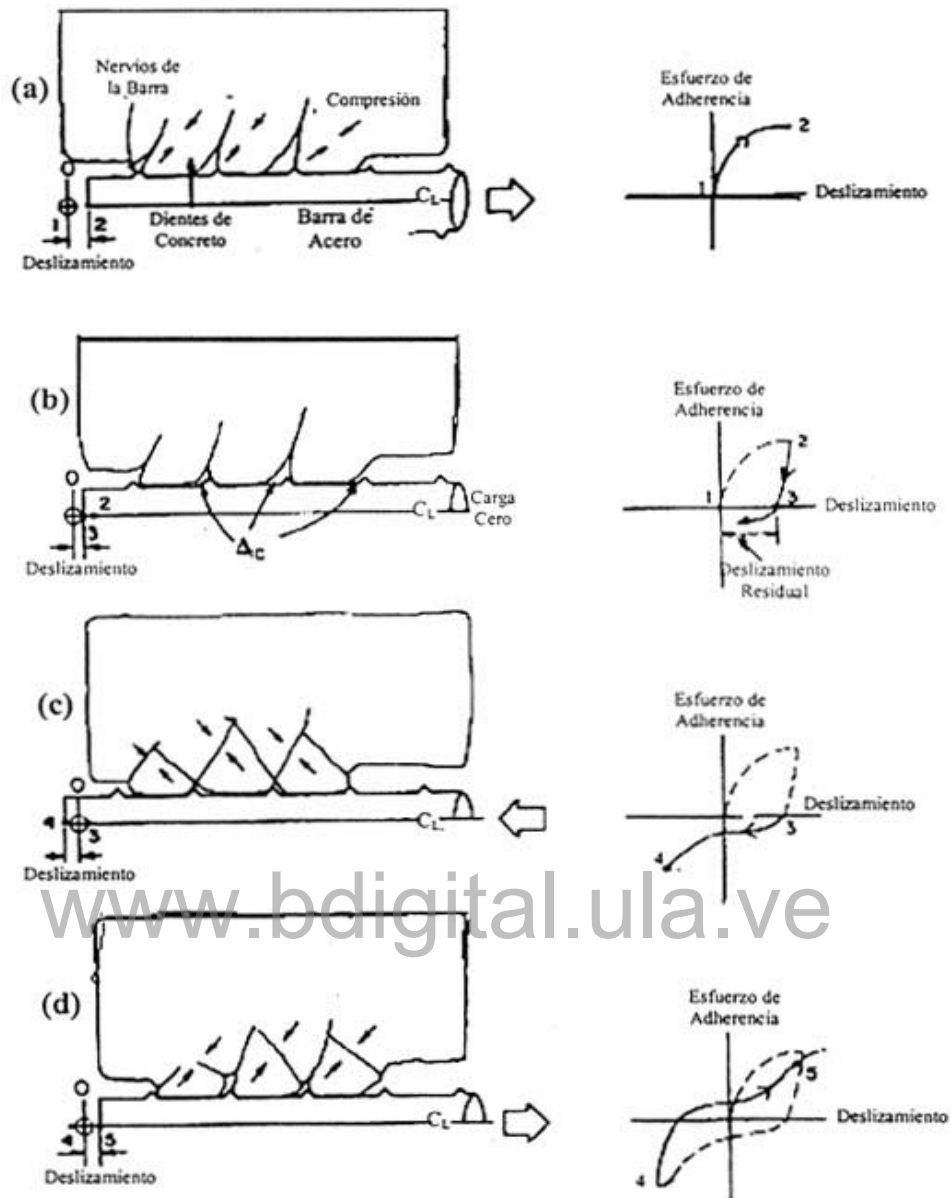 (a)
Nervios de
la Barra
Compresión
O
1
2
Dientes de
Concreto
Barra de
Acero
CL
Deslizamiento
Esfuerzo de
Adherencia
1
2
Deslizamiento
(b)
O
2
3
CL
Carga
Cero
Δc
Deslizamiento
Esfuerzo de
Adherencia
1
2
3
Deslizamiento
Deslizamiento
Residual
(c)
O
4
3
CL
Deslizamiento
Esfuerzo de
Adherencia
Deslizamiento
3
4
www.bdigital.ula.ve
(d)
O
4
5
CL
Deslizamiento
Esfuerzo de
Adherencia
5
Deslizamiento
4